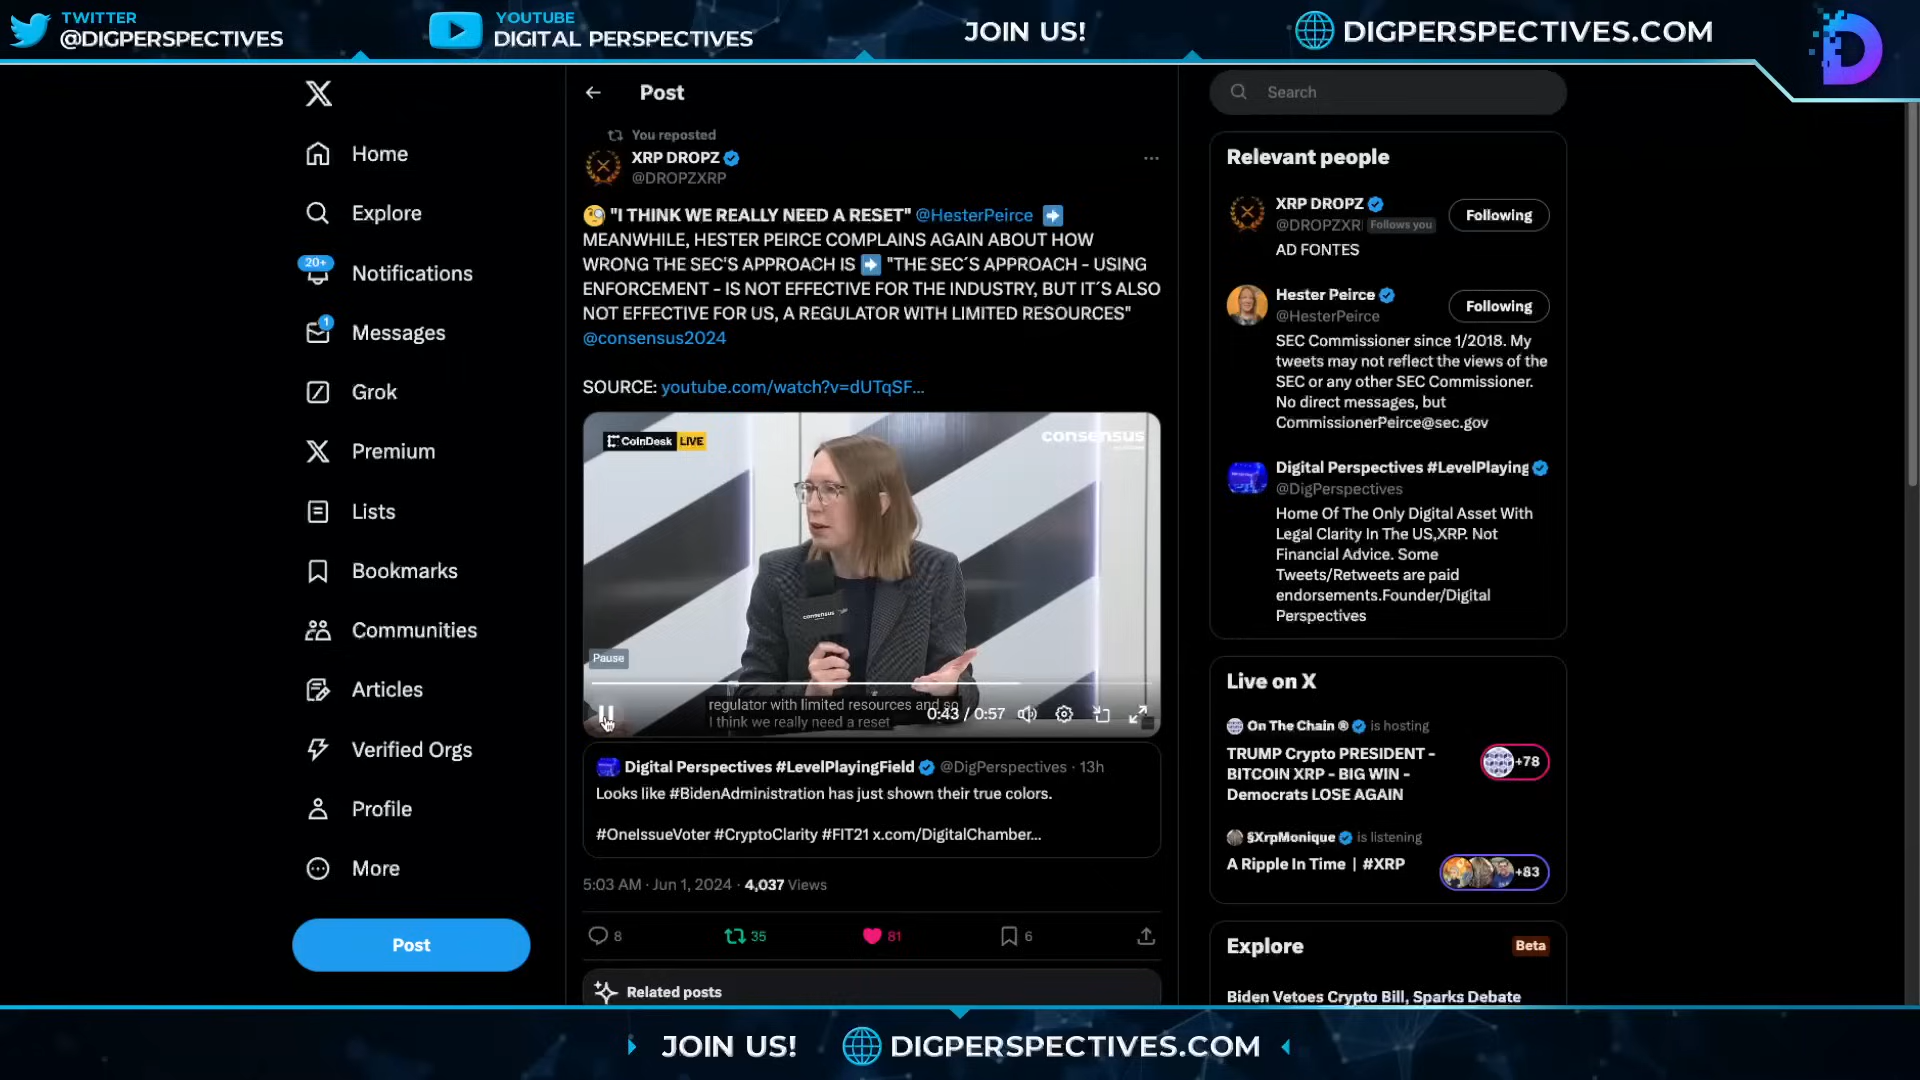 TWITTER
@DIGPERSPECTIVES
YOUTUBE
DIGITAL PERSPECTIVES
JOIN US!
DIGPERSPECTIVES.COM
Home
Explore
20+
Notifications
1
Messages
Grok
Premium
Lists
Bookmarks
Communities
Articles
Verified Orgs
Profile
More
Post
Post
You reposted
XRP DROPZ
@DROPZXRP
"I THINK WE REALLY NEED A RESET" @HesterPeirce ➡️
MEANWHILE, HESTER PEIRCE COMPLAINS AGAIN ABOUT HOW
WRONG THE SEC'S APPROACH IS ➡️ "THE SEC´S APPROACH - USING
ENFORCEMENT - IS NOT EFFECTIVE FOR THE INDUSTRY, BUT IT´S ALSO
NOT EFFECTIVE FOR US, A REGULATOR WITH LIMITED RESOURCES"
@consensus2024
SOURCE: youtube.com/watch?v=dUTqSF...
CoinDesk LIVE
consensus
consensus
Pause
regulator with limited resources and so
I think we really need a reset
0:43 / 0:57
Digital Perspectives #LevelPlayingField @DigPerspectives · 13h
Looks like #BidenAdministration has just shown their true colors.
#OneIssueVoter #CryptoClarity #FIT21 x.com/DigitalChamber...
5:03 AM · Jun 1, 2024 · 4,037 Views
8 35 81 6
Related posts
Search
Relevant people
XRP DROPZ
@DROPZXR Follows you
Following
AD FONTES
Hester Peirce
@HesterPeirce
Following
SEC Commissioner since 1/2018. My
tweets may not reflect the views of the
SEC or any other SEC Commissioner.
No direct messages, but
CommissionerPeirce@sec.gov
Digital Perspectives #LevelPlaying
@DigPerspectives
Home Of The Only Digital Asset With
Legal Clarity In The US,XRP. Not
Financial Advice. Some
Tweets/Retweets are paid
endorsements.Founder/Digital
Perspectives
Live on X
On The Chain ® is hosting
TRUMP Crypto PRESIDENT -
BITCOIN XRP - BIG WIN -
Democrats LOSE AGAIN
+78
§XrpMonique is listening
A Ripple In Time | #XRP
+83
Explore
Beta
Biden Vetoes Crypto Bill, Sparks Debate
JOIN US!
DIGPERSPECTIVES.COM